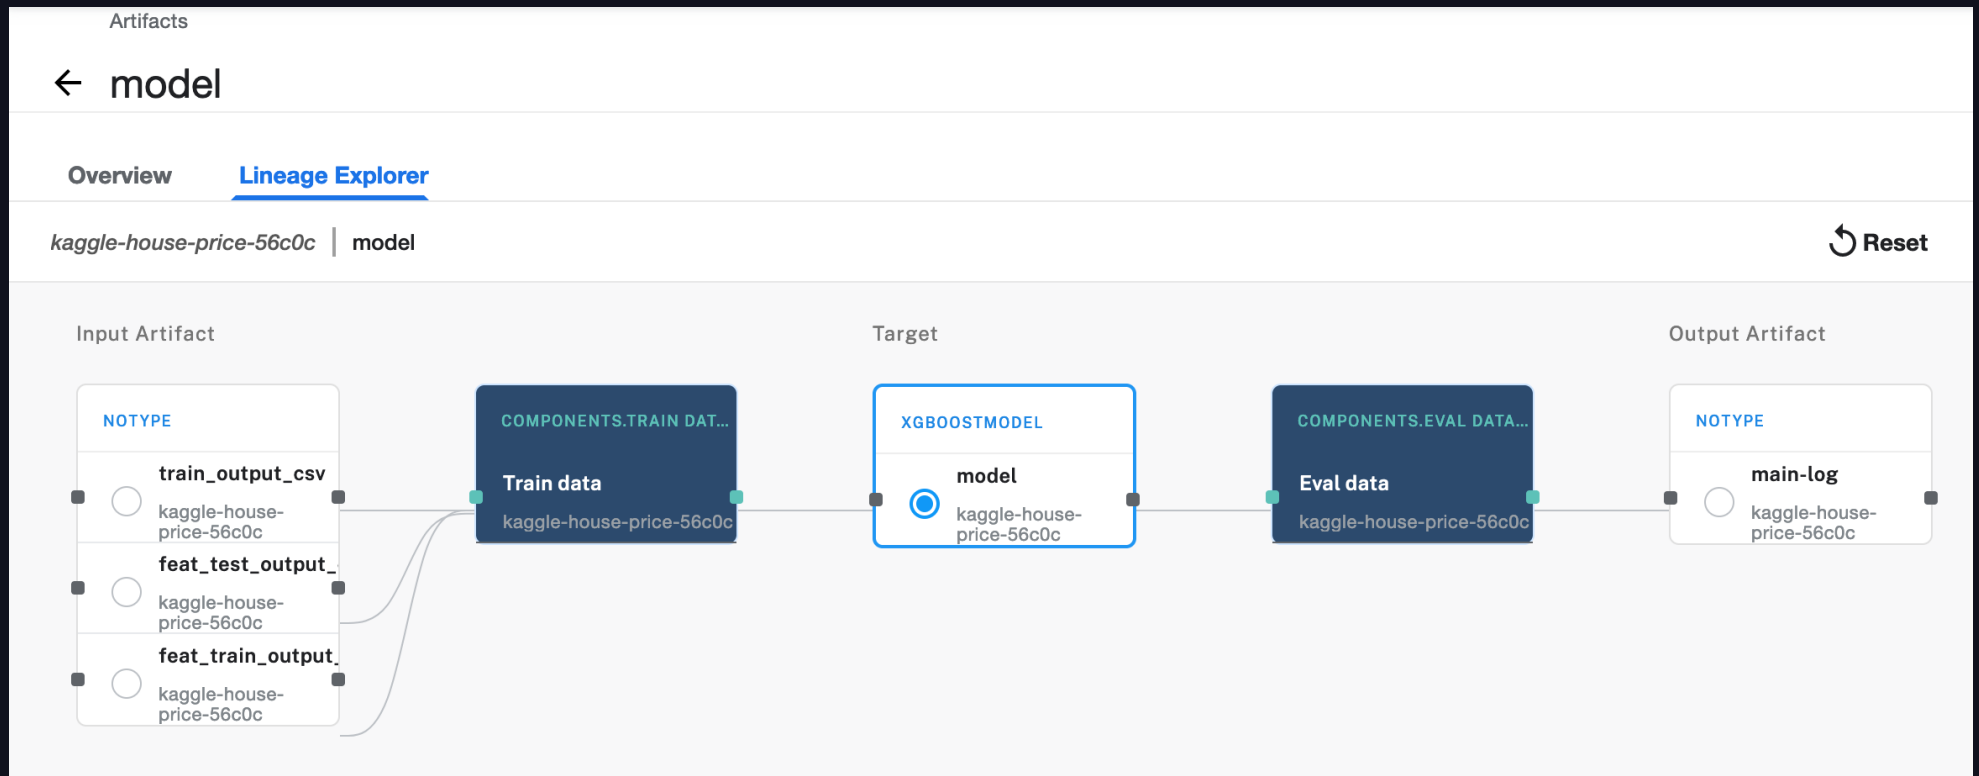 Artifacts
model
Overview
Lineage Explorer
kaggle-house-price-56c0c
model
Reset
Input Artifact
Target
Output Artifact
NOTYPE
train_output_csv
kaggle-house-
price-56c0c
feat_test_output_
kaggle-house-
price-56c0c
feat_train_output_
kaggle-house-
price-56c0c
COMPONENTS.TRAIN DAT...
Train data
kaggle-house-price-56c0c
XGBOOSTMODEL
model
kaggle-house-
price-56c0c
COMPONENTS.EVAL DATA...
Eval data
kaggle-house-price-56c0c
NOTYPE
main-log
kaggle-house-
price-56c0c